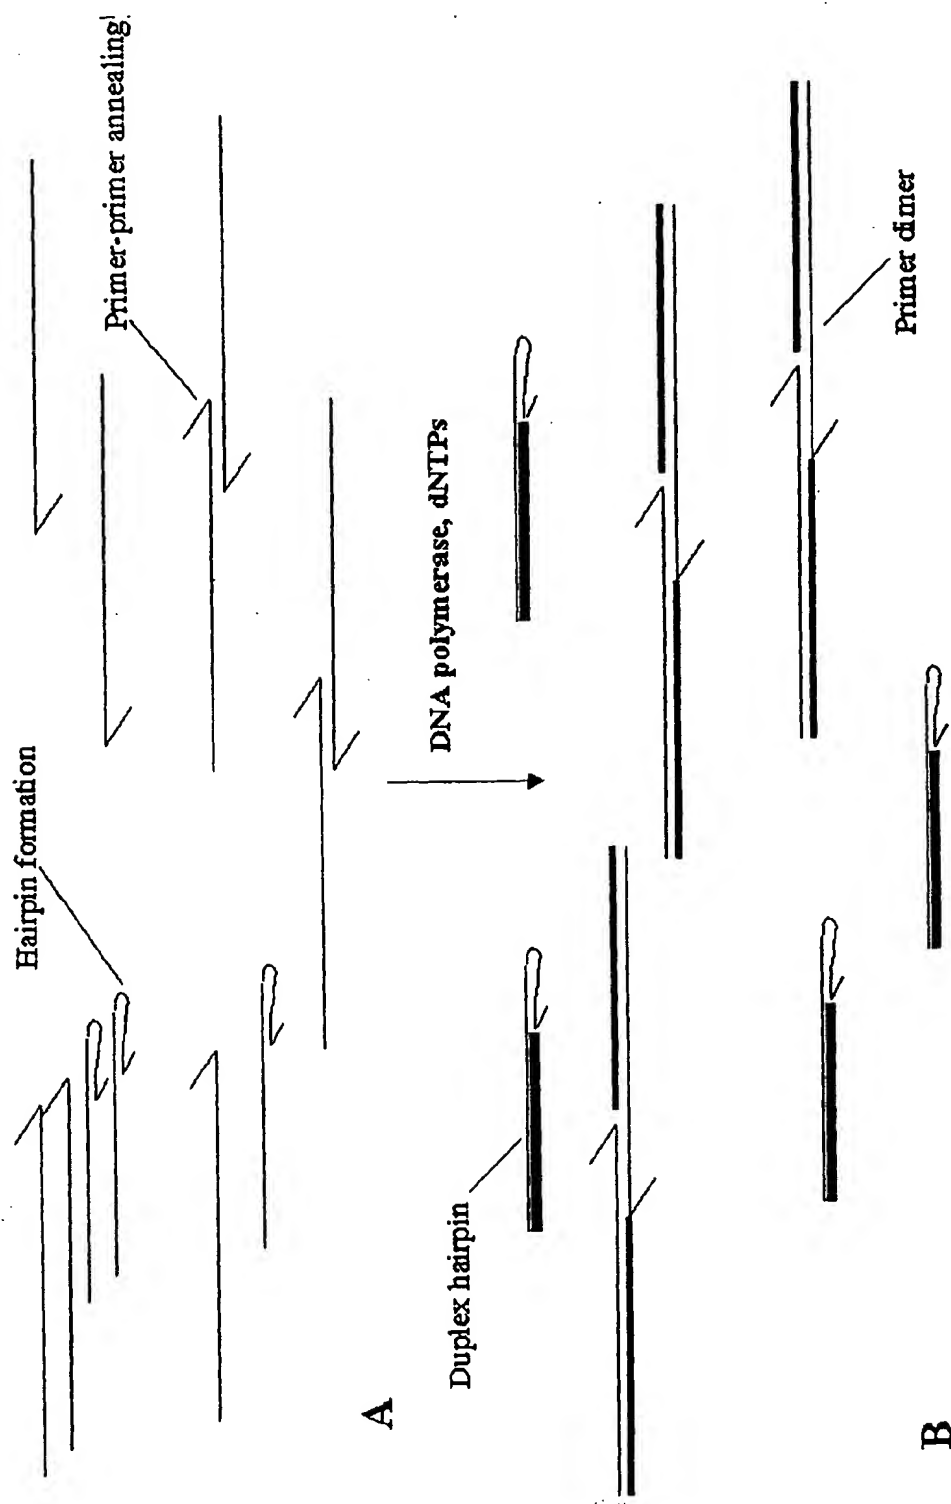 Hairpin formation
Primer-primer annealing
A
DNA polymerase, dNTPs
Duplex hairpin
Primer dimer
B